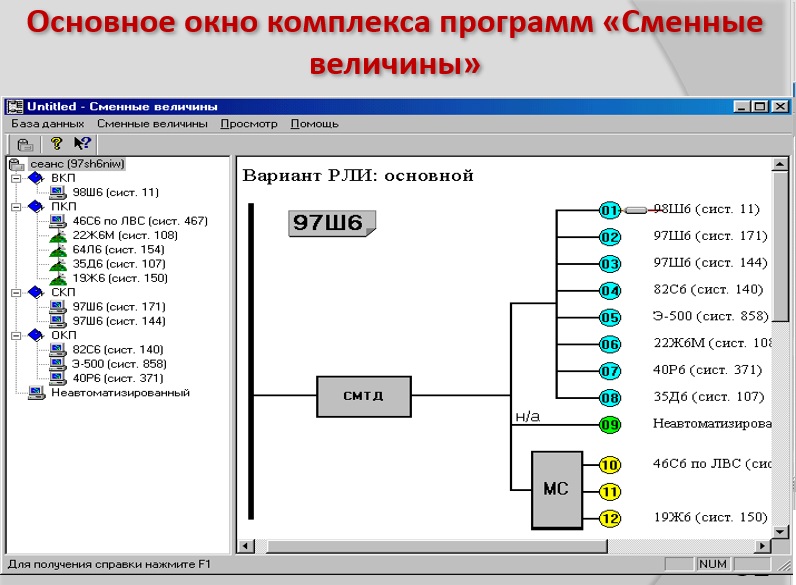 Основное окно комплекса программ «Сменные
величины»
Untitled - Сменные величины
База данных Сменные величины Просмотр Помощь
сеанс (97sh6niw)
ВКП
98Ш6 (сист. 11)
ПКП
46С6 по ЛВС (сист. 467)
22Ж6М (сист. 108)
64Л6 (сист. 154)
35Д6 (сист. 107)
19Ж6 (сист. 150)
СКП
97Ш6 (сист. 171)
97Ш6 (сист. 144)
ОКП
82С6 (сист. 140)
Э-500 (сист. 858)
40Р6 (сист. 371)
Неавтоматизированный
Вариант РЛИ: основной
97Ш6
СМТД
н/а
МС
01 98Ш6 (сист. 11)
02 97Ш6 (сист. 171)
03 97Ш6 (сист. 144)
04 82С6 (сист. 140)
05 Э-500 (сист. 858)
06 22Ж6М (сист. 108
07 40Р6 (сист. 371)
08 35Д6 (сист. 107)
09 Неавтоматизирова
10 46С6 по ЛВС (сис
11
12 19Ж6 (сист. 150)
Для получения справки нажмите F1
NUM